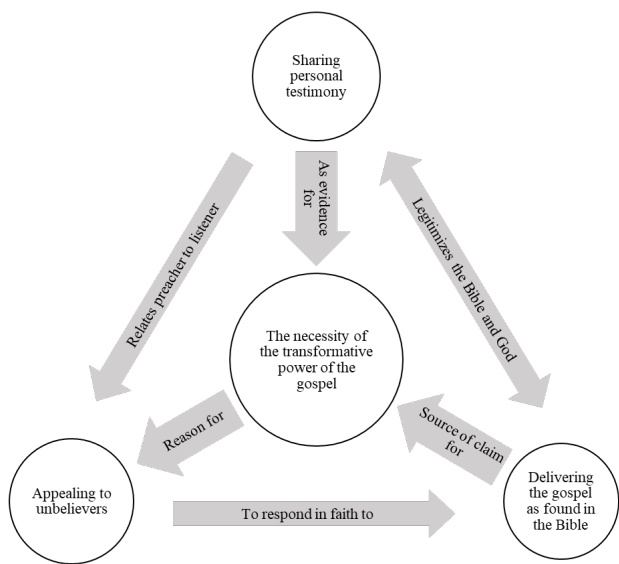 Sharing
personal
testimony
As evidence
for
Relates preacher to listener
Legitimizes the Bible and God
The necessity of
the transformative
power of the
gospel
Reason for
Source of claim
for
Appealing to
unbelievers
To respond in faith to
Delivering
the gospel
as found in
the Bible